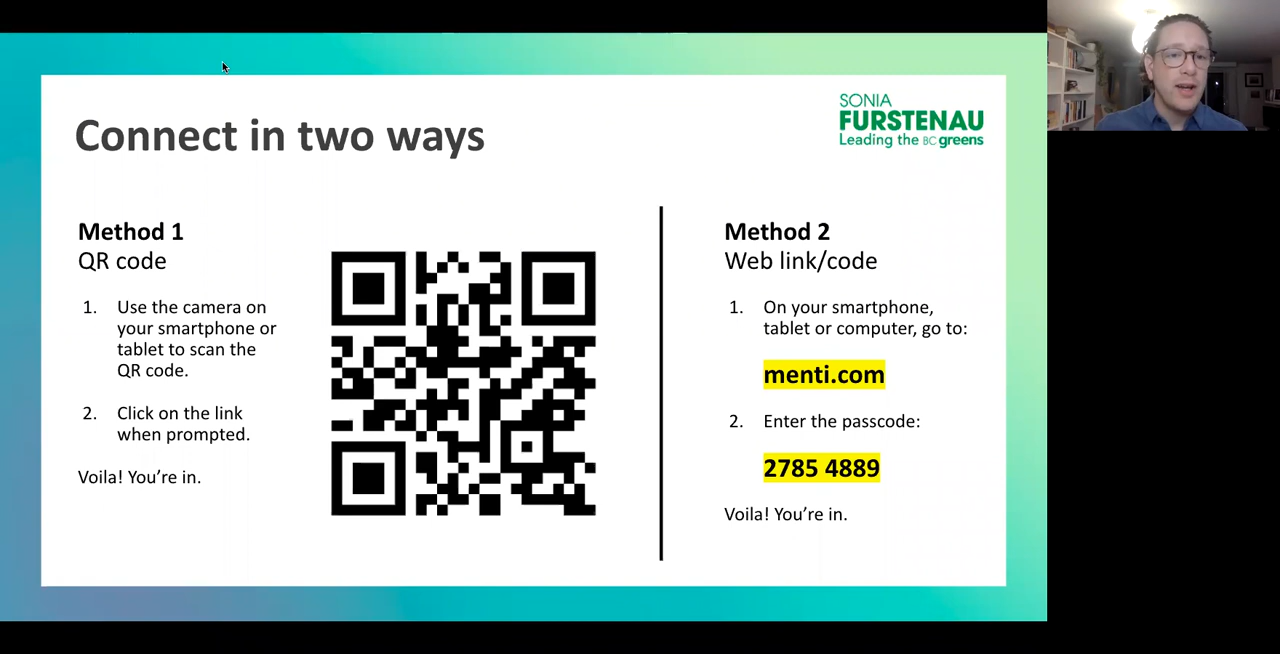 Connect in two ways
SONIA
FURSTENAU
Leading the BC greens
Method 1
QR code
1. Use the camera on
your smartphone or
tablet to scan the
QR code.
2. Click on the link
when prompted.
Voila! You're in.
Method 2
Web link/code
1. On your smartphone,
tablet or computer, go to:
menti.com
2. Enter the passcode:
2785 4889
Voila! You're in.